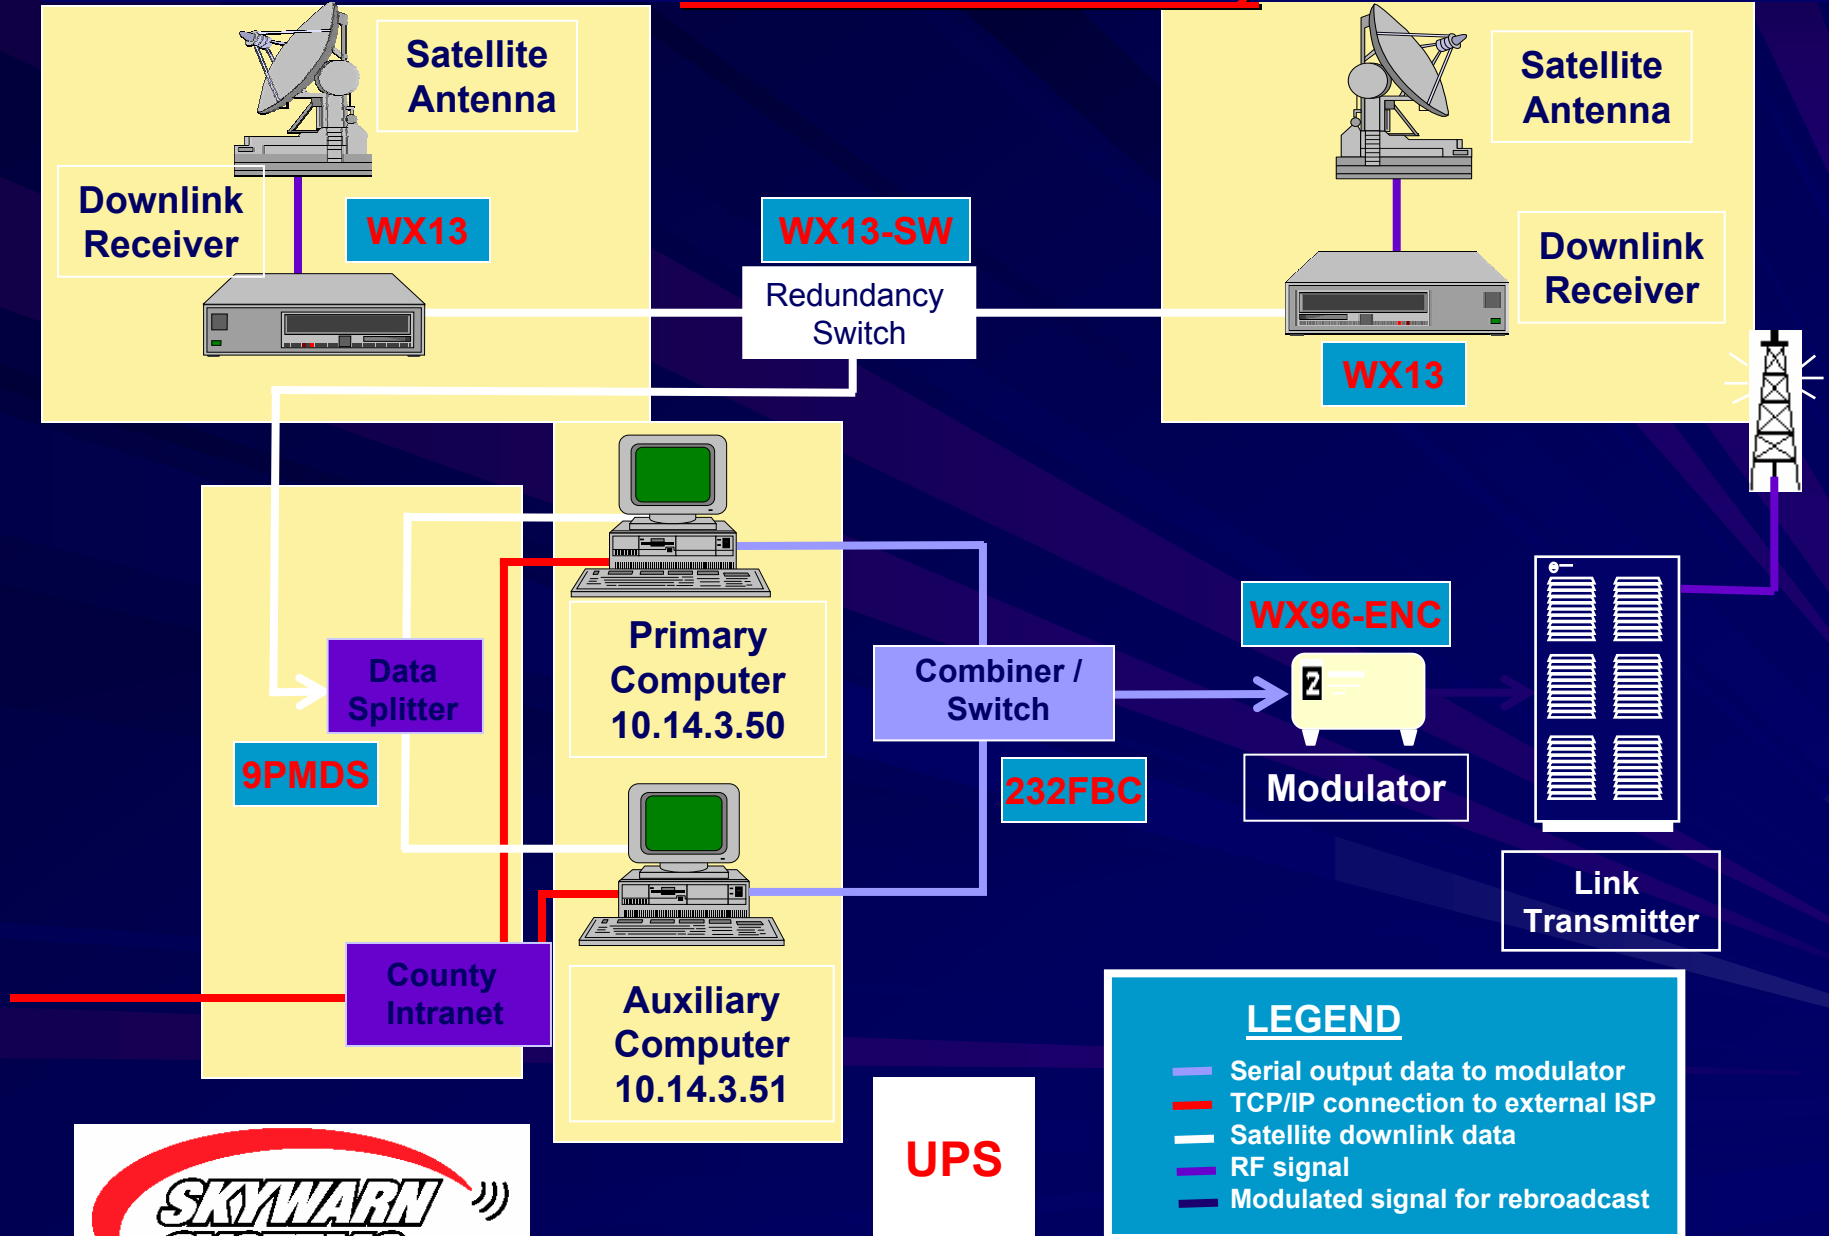 Satellite
Antenna
Downlink
Receiver
WX13
WX13-SW
Redundancy
Switch
Satellite
Antenna
Downlink
Receiver
WX13
Data
Splitter
9PMDS
Primary
Computer
10.14.3.50
Combiner /
Switch
232FBC
WX96-ENC
2
Modulator
Link
Transmitter
County
Intranet
Auxiliary
Computer
10.14.3.51
UPS
LEGEND
Serial output data to modulator
TCP/IP connection to external ISP
Satellite downlink data
RF signal
Modulated signal for rebroadcast
SKYWARN